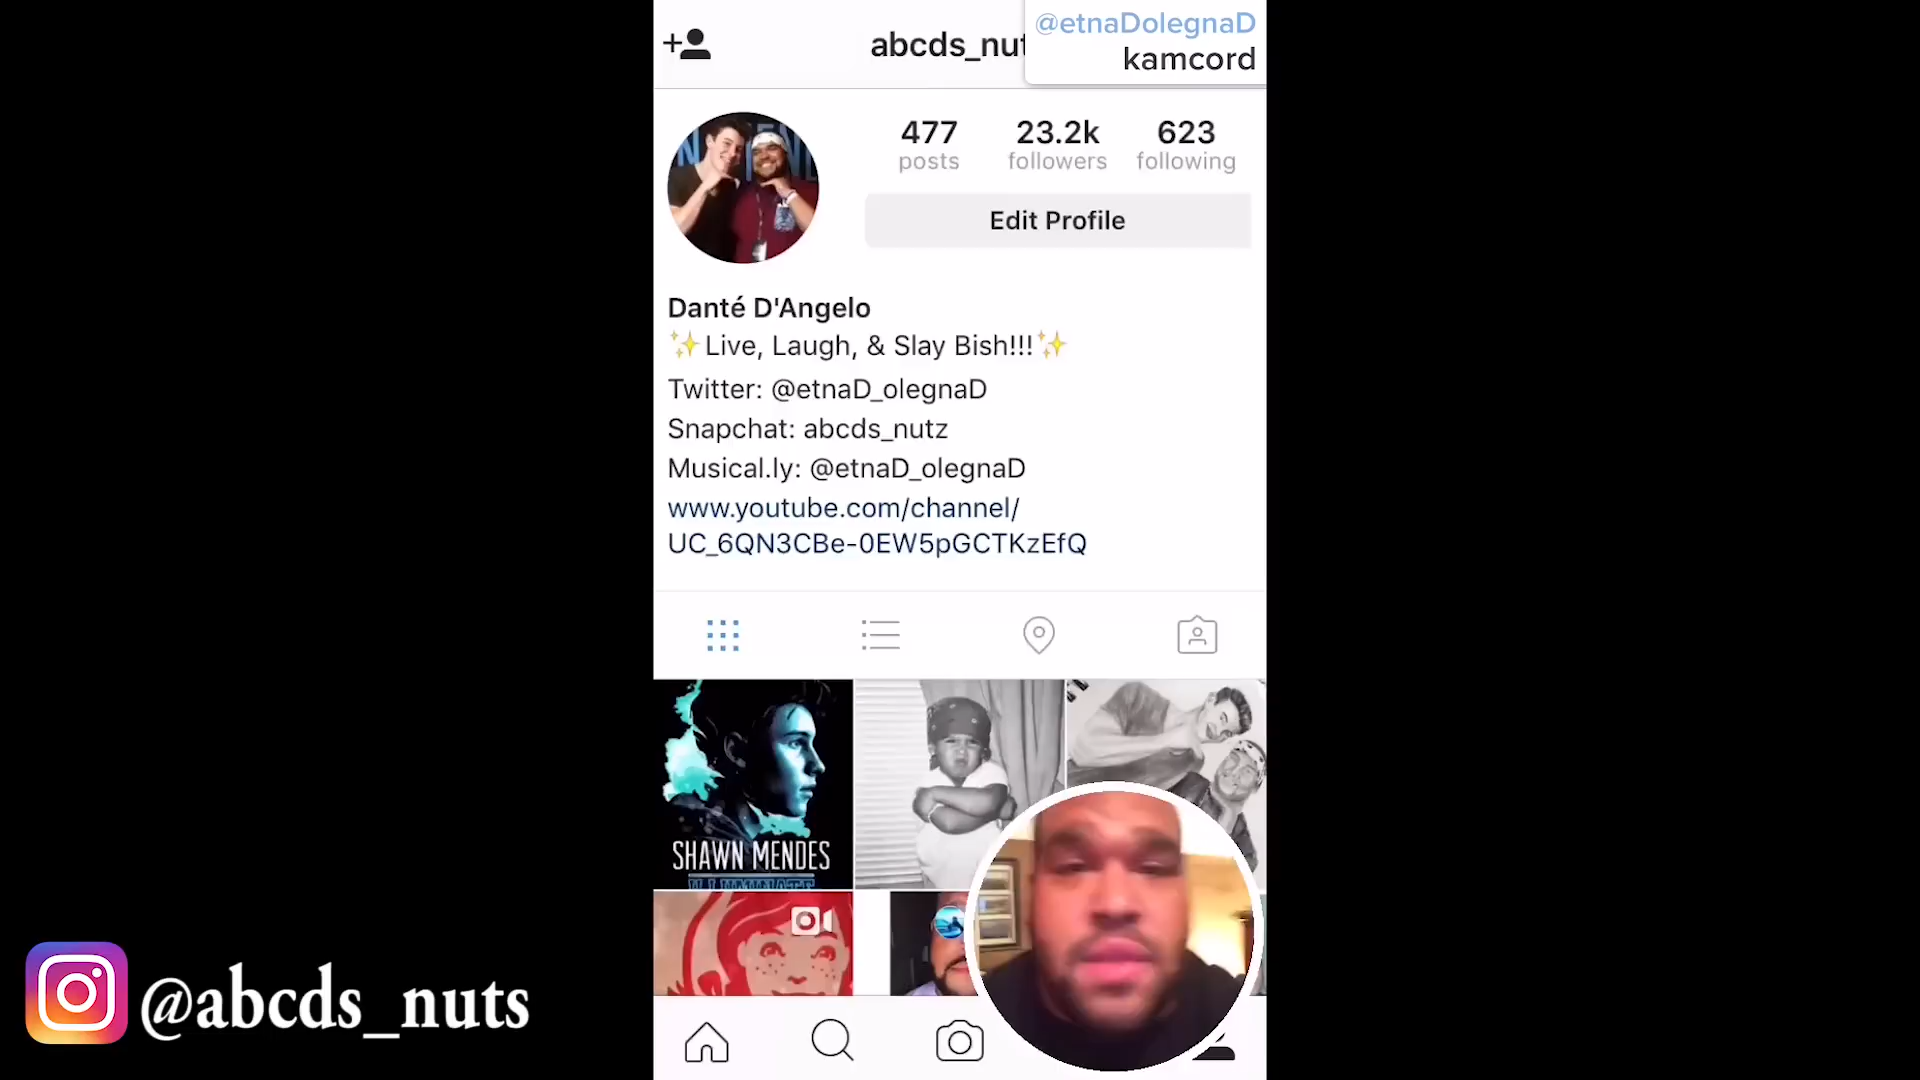 @etnaDolegnaD
kamcord
abcds_nu
477
posts
23.2k
followers
623
following
Edit Profile
Danté D'Angelo
✨Live, Laugh, & Slay Bish!!!✨
Twitter: @etnaD_olegnaD
Snapchat: abcds_nutz
Musical.ly: @etnaD_olegnaD
www.youtube.com/channel/
UC_6QN3CBe-0EW5pGCTKzEfQ
SHAWN MENDES
@abcds_nuts